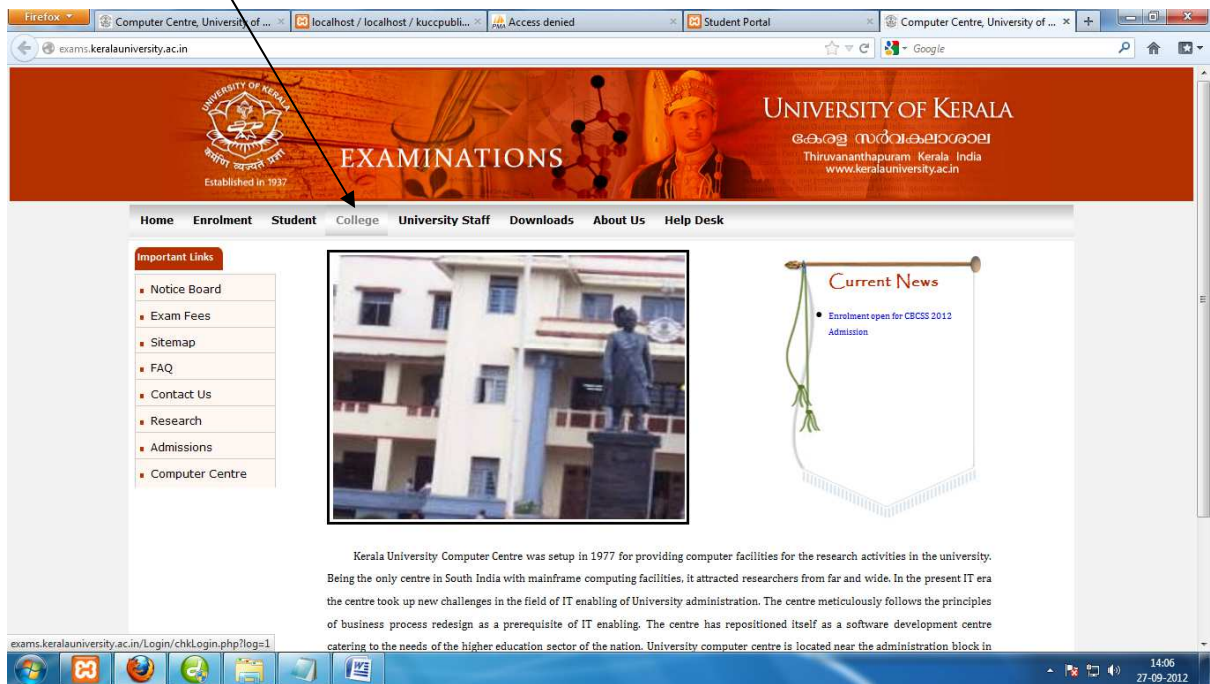 Firefox
Computer Centre, University of ...
localhost / localhost / kuccpubli...
Access denied
Student Portal
Computer Centre, University of ...
exams.keralauniversity.ac.in
Google
UNIVERSITY OF KERALA
കേരള സർവകലാശാല
Thiruvananthapuram Kerala India
www.keralauniversity.ac.in
UNIVERSITY OF KERALA
कर्मणि व्यज्यते प्रज्ञा
Established in 1937
EXAMINATIONS
Home Enrolment Student College University Staff Downloads About Us Help Desk
Important Links
Notice Board
Exam Fees
Sitemap
FAQ
Contact Us
Research
Admissions
Computer Centre
Current News
Enrolment open for CBCSS 2012
Admission
Kerala University Computer Centre was setup in 1977 for providing computer facilities for the research activities in the university.
Being the only centre in South India with mainframe computing facilities, it attracted researchers from far and wide. In the present IT era
the centre took up new challenges in the field of IT enabling of University administration. The centre meticulously follows the principles
of business process redesign as a prerequisite of IT enabling. The centre has repositioned itself as a software development centre
catering to the needs of the higher education sector of the nation. University computer centre is located near the administration block in
exams.keralauniversity.ac.in/Login/chkLogin.php?log=1
14:06
27-09-2012